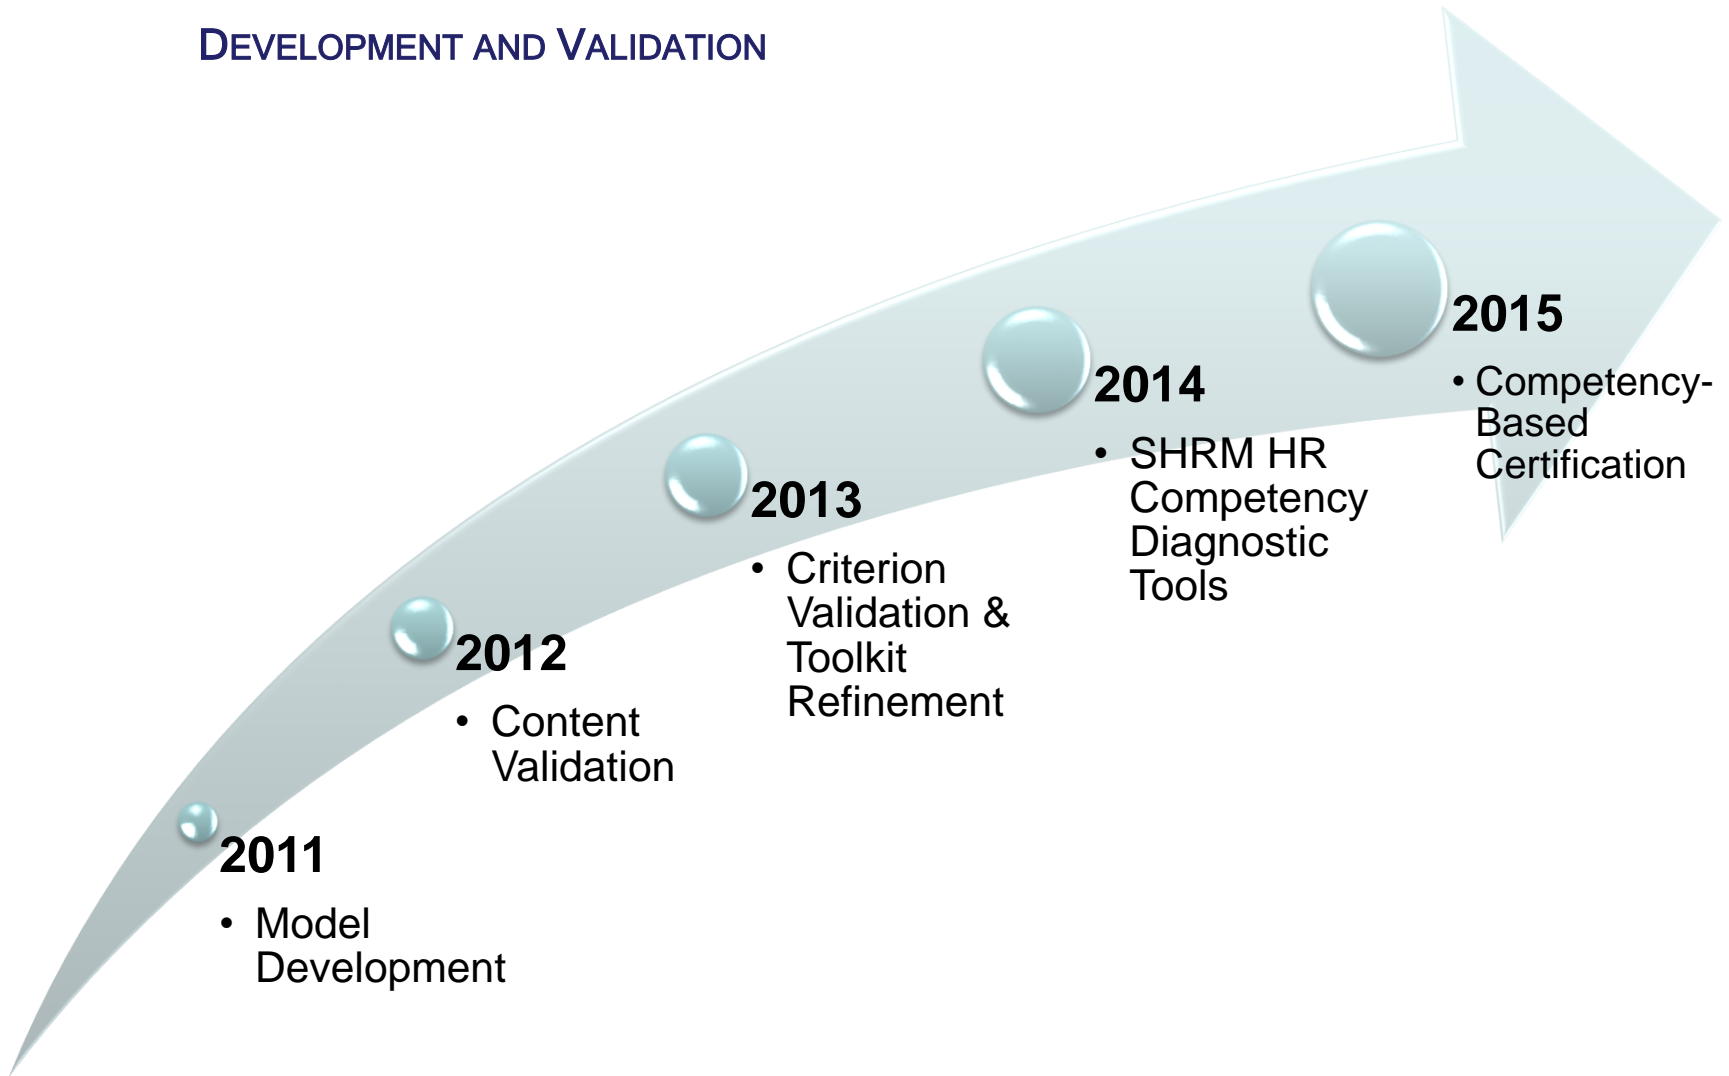 DEVELOPMENT AND VALIDATION
2011
• Model
Development
2012
• Content
Validation
2013
• Criterion
Validation &
Toolkit
Refinement
2014
• SHRM HR
Competency
Diagnostic
Tools
2015
• Competency-
Based
Certification